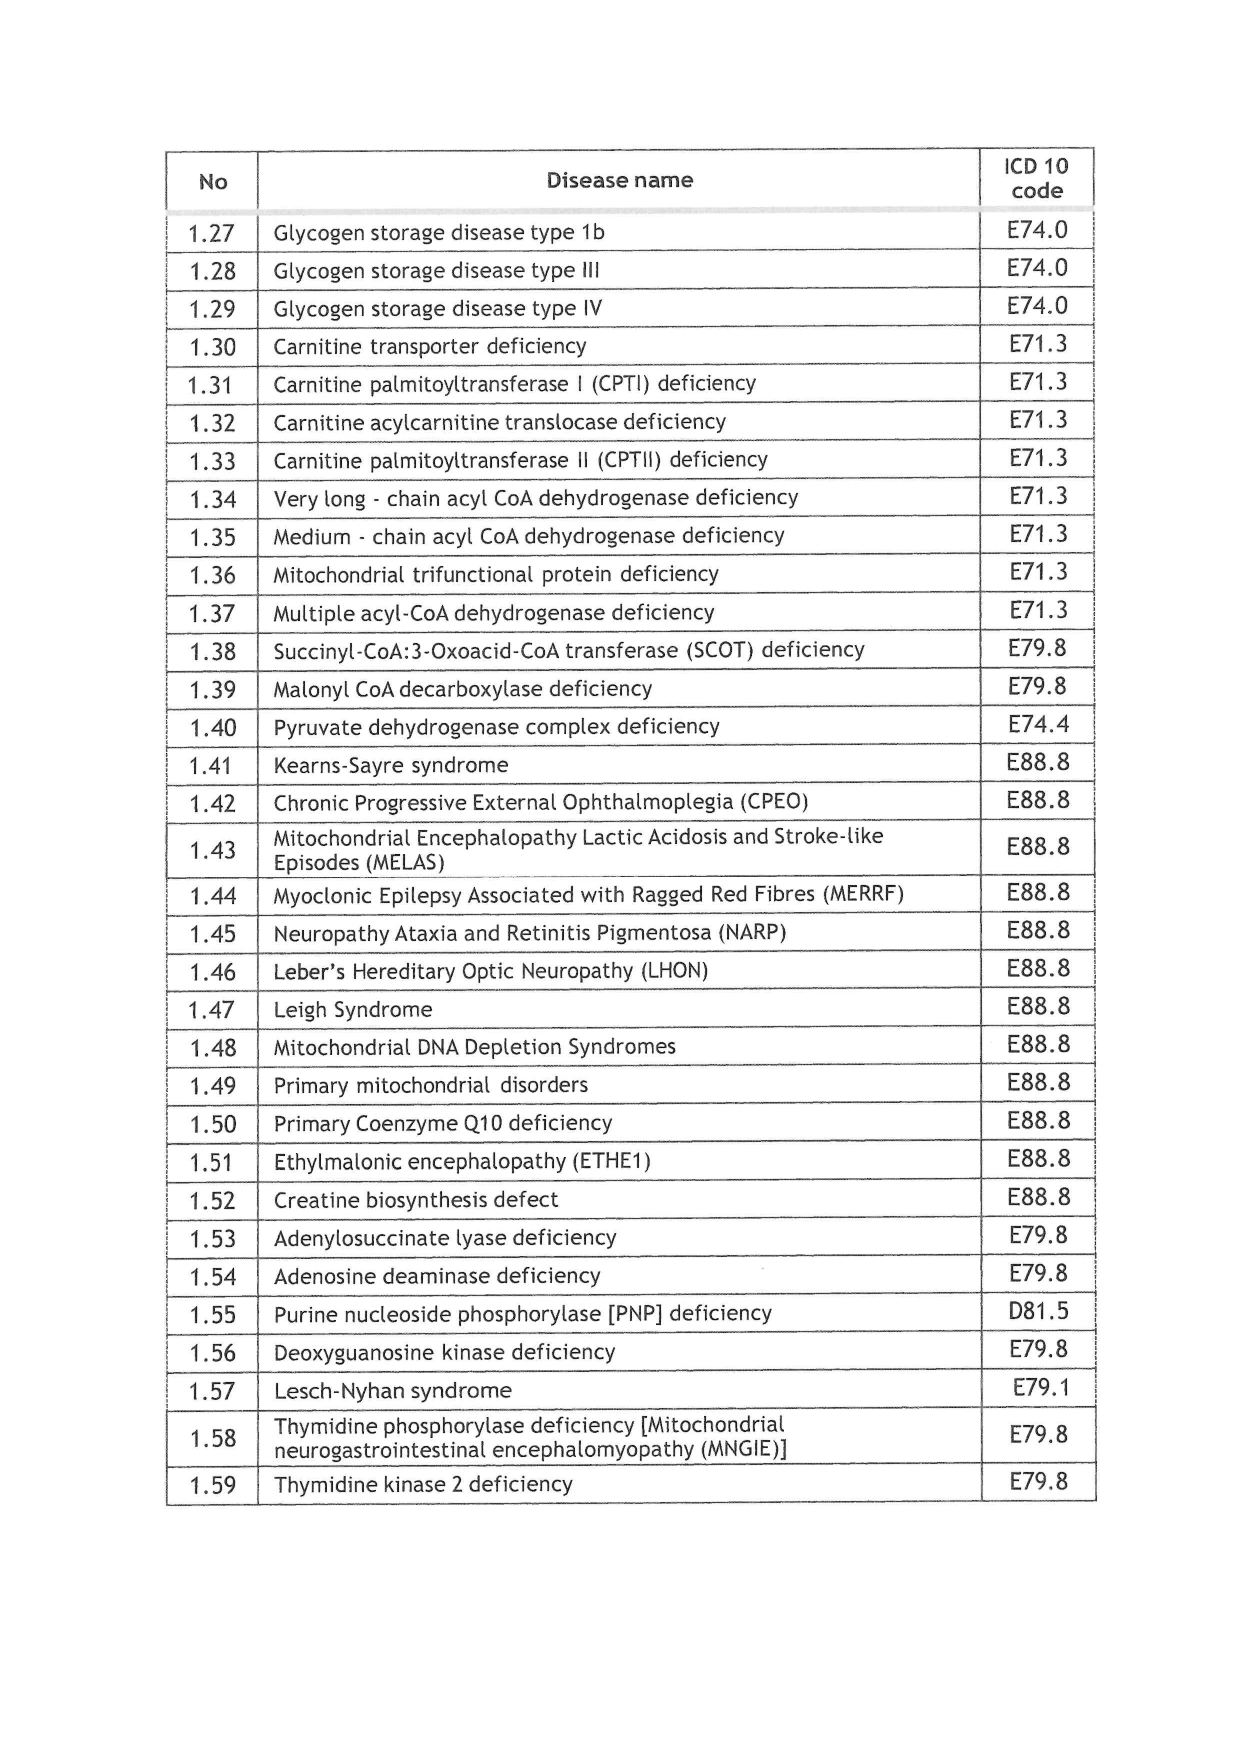 No Disease name ICD 10 code
1.27 Glycogen storage disease type 1b E74.0
1.28 Glycogen storage disease type III E74.0
1.29 Glycogen storage disease type IV E74.0
1.30 Carnitine transporter deficiency E71.3
1.31 Carnitine palmitoyltransferase I (CPTI) deficiency E71.3
1.32 Carnitine acylcarnitine translocase deficiency E71.3
1.33 Carnitine palmitoyltransferase II (CPTII) deficiency E71.3
1.34 Very long - chain acyl CoA dehydrogenase deficiency E71.3
1.35 Medium - chain acyl CoA dehydrogenase deficiency E71.3
1.36 Mitochondrial trifunctional protein deficiency E71.3
1.37 Multiple acyl-CoA dehydrogenase deficiency E71.3
1.38 Succinyl-CoA:3-Oxoacid-CoA transferase (SCOT) deficiency E79.8
1.39 Malonyl CoA decarboxylase deficiency E79.8
1.40 Pyruvate dehydrogenase complex deficiency E74.4
1.41 Kearns-Sayre syndrome E88.8
1.42 Chronic Progressive External Ophthalmoplegia (CPEO) E88.8
1.43 Mitochondrial Encephalopathy Lactic Acidosis and Stroke-like
Episodes (MELAS) E88.8
1.44 Myoclonic Epilepsy Associated with Ragged Red Fibres (MERRF) E88.8
1.45 Neuropathy Ataxia and Retinitis Pigmentosa (NARP) E88.8
1.46 Leber's Hereditary Optic Neuropathy (LHON) E88.8
1.47 Leigh Syndrome E88.8
1.48 Mitochondrial DNA Depletion Syndromes E88.8
1.49 Primary mitochondrial disorders E88.8
1.50 Primary Coenzyme Q10 deficiency E88.8
1.51 Ethylmalonic encephalopathy (ETHE1) E88.8
1.52 Creatine biosynthesis defect E88.8
1.53 Adenylosuccinate lyase deficiency E79.8
1.54 Adenosine deaminase deficiency E79.8
1.55 Purine nucleoside phosphorylase [PNP] deficiency D81.5
1.56 Deoxyguanosine kinase deficiency E79.8
1.57 Lesch-Nyhan syndrome E79.1
1.58 Thymidine phosphorylase deficiency [Mitochondrial
neurogastrointestinal encephalomyopathy (MNGIE)] E79.8
1.59 Thymidine kinase 2 deficiency E79.8